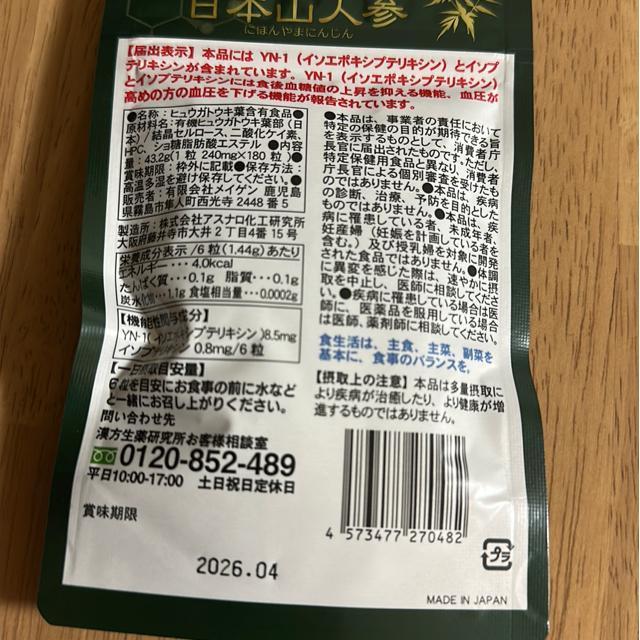 日本山人参
にほんやまにんじん
【届出表示】本品には YN-1(イソエポキシプテリキシン)とイソプ
テリキシンが含まれています。YN-1(イソエポキシプテリキシン)
とイソプテリキシンには食後血糖値の上昇を抑える機能、血圧が
高めの方の血圧を下げる機能が報告されています。
●名称:ヒュウガトウキ葉含有食品●
原材料名:有機ヒュウガトウキ葉部(日
本)/結晶セルロース、二酸化ケイ素、
HPC、ショ糖脂肪酸エステル ●内容
量:43.2g(1粒 240mg×180粒)●
賞味期限:枠外に記載●保存方法:
高温多湿を避け保存してください。●
販売者:有限会社メイゲン 鹿児島
県霧島市隼人町西光寺 2448番5
製造所:株式会社アスナロ化工研究所
大阪府藤井寺市大井2丁目4番15号
栄養成分表示/6粒(1.44g)あたり
エネルギー…4.0kcal
たんぱく質…0.1g 脂質…0.1g
炭水化物…1.1g 食塩相当量…0.0002g
【機能性関与成分】
YN-1(イソエポキシプテリキシン)8.5mg
イソプテリキシン 0.8mg/6粒
【一日摂取目安量】
6粒を目安にお食事の前に水など
と一緒にお召し上がりください。
問い合わせ先
漢方生薬研究所お客様相談室
0120-852-489
平日10:00-17:00 土日祝日定休日
賞味期限
2026.04
●本品は、事業者の責任において
特定の保健の目的が期待できる旨
を表示するものとして、消費者庁
長官に届出されたものです。ただし、
特定保健用食品と異なり、消費者
庁長官による個別審査を受けたも
のではありません。●本品は、疾病
の診断、治療、予防を目的とした
ものではありません。●本品は、疾
病に罹患している者、未成年者、
妊産婦(妊娠を計画している者を
含む。)及び授乳婦を対象に開発
された食品ではありません。●体調
に異変を感じた際は、速やかに摂
取を中止し、医師に相談してくださ
い。●疾病に罹患している場合は医
師に、医薬品を服用している場合
は医師、薬剤師に相談してください。
食生活は、主食、主菜、副菜を
基本に、食事のバランスを。
【摂取上の注意】本品は多量摂取に
より疾病が治癒したり、より健康が増
進するものではありません。
4 573477 270482
プラ
MADE IN JAPAN